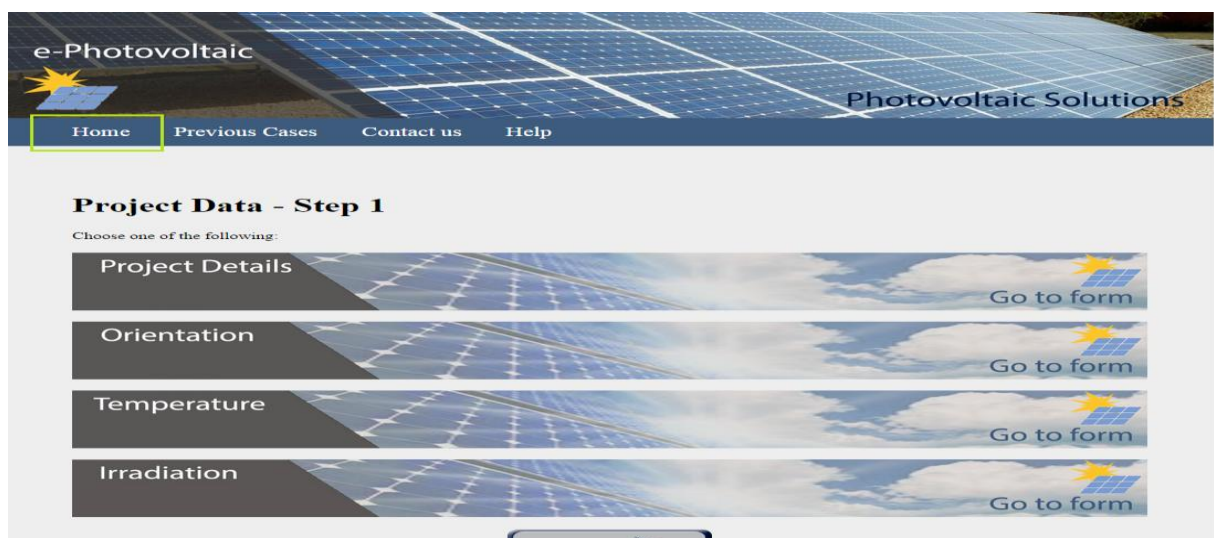 e-Photovoltaic
Photovoltaic Solutions
Home Previous Cases Contact us Help
Project Data - Step 1
Choose one of the following:
Project Details
Go to form
Orientation
Go to form
Temperature
Go to form
Irradiation
Go to form